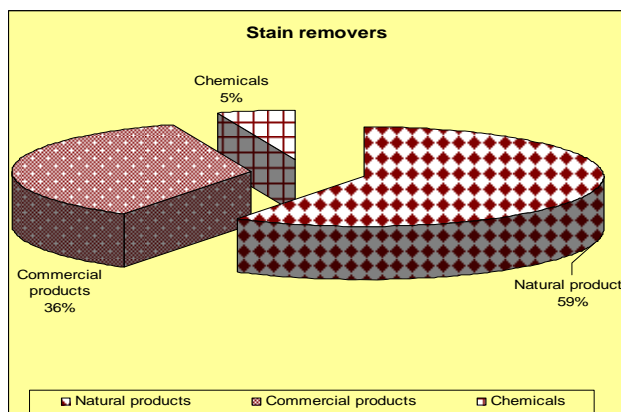 Stain removers
Chemicals
5%
Commercial
products
36%
Natural product
59%
Natural products
Commercial products
Chemicals